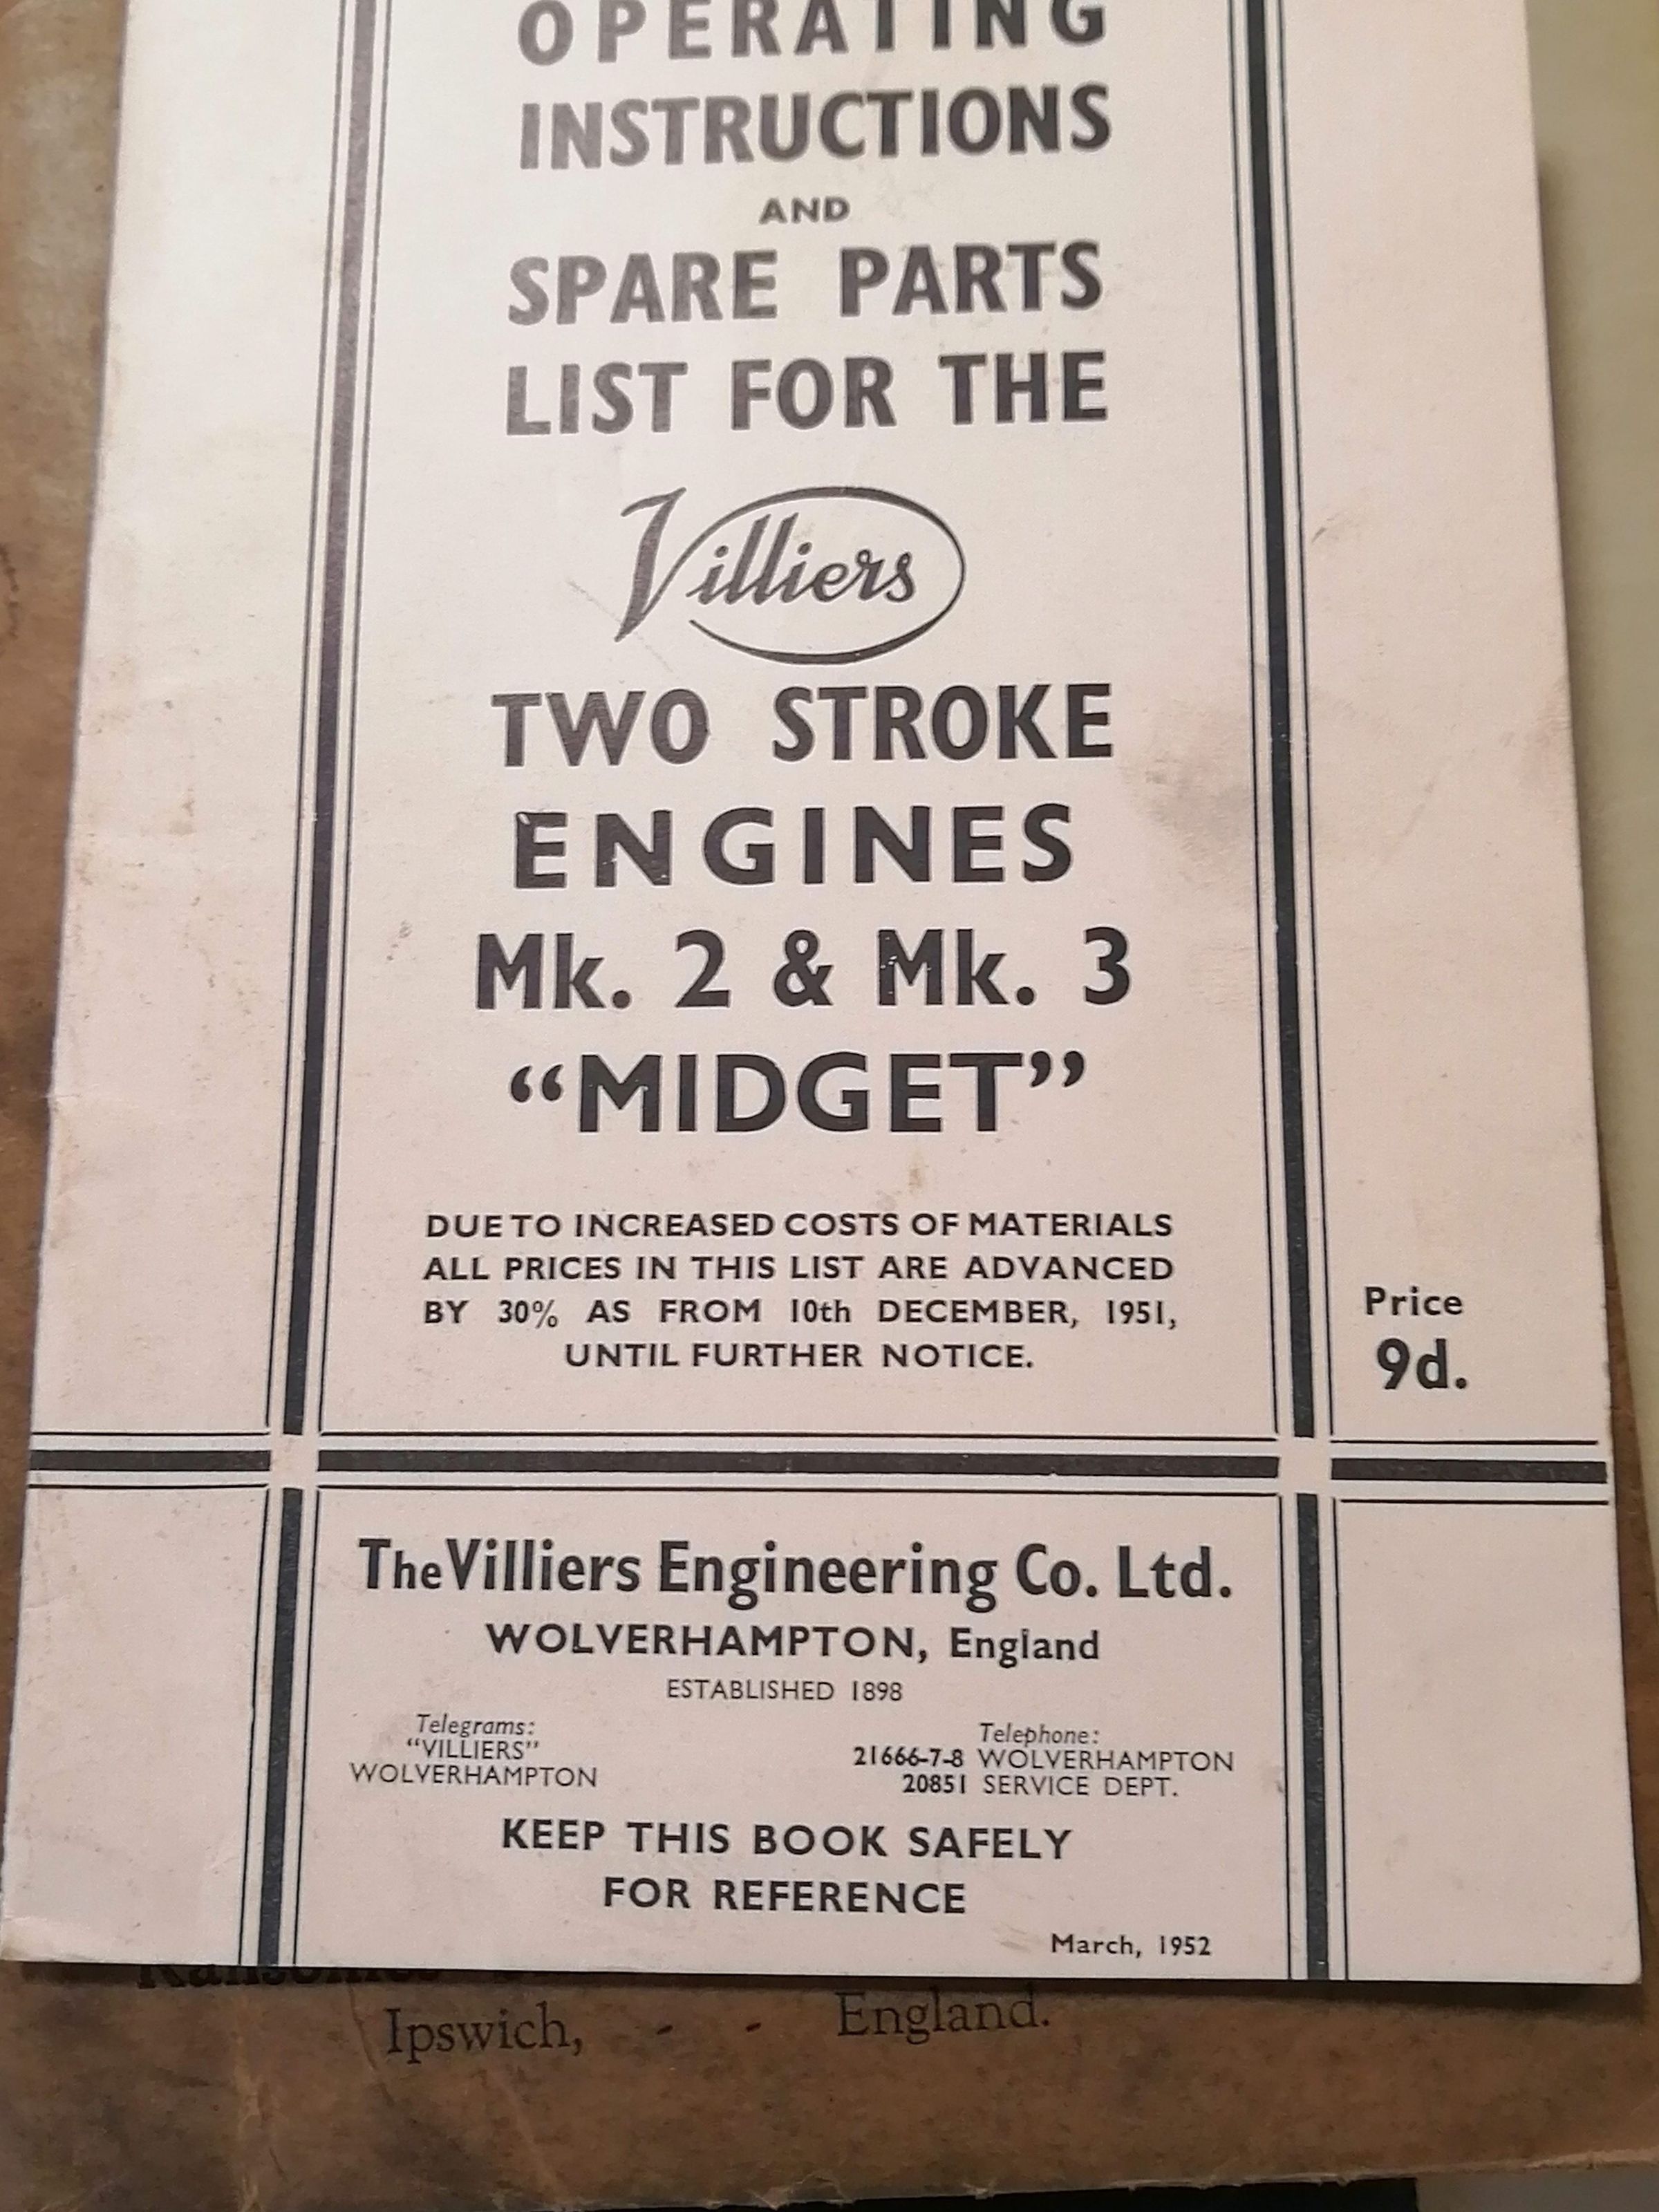 OPERATING
INSTRUCTIONS
AND
SPARE PARTS
LIST FOR THE
Villiers
TWO STROKE
ENGINES
Mk. 2 & Mk. 3
“MIDGET”
DUE TO INCREASED COSTS OF MATERIALS
ALL PRICES IN THIS LIST ARE ADVANCED
BY 30% AS FROM 10th DECEMBER, 1951,
UNTIL FURTHER NOTICE.
Price
9d.
The Villiers Engineering Co. Ltd.
WOLVERHAMPTON, England
ESTABLISHED 1898
Telegrams:
“VILLIERS”
WOLVERHAMPTON
Telephone:
21666-7-8 WOLVERHAMPTON
20851 SERVICE DEPT.
KEEP THIS BOOK SAFELY
FOR REFERENCE
March, 1952
Ipswich, - - England.